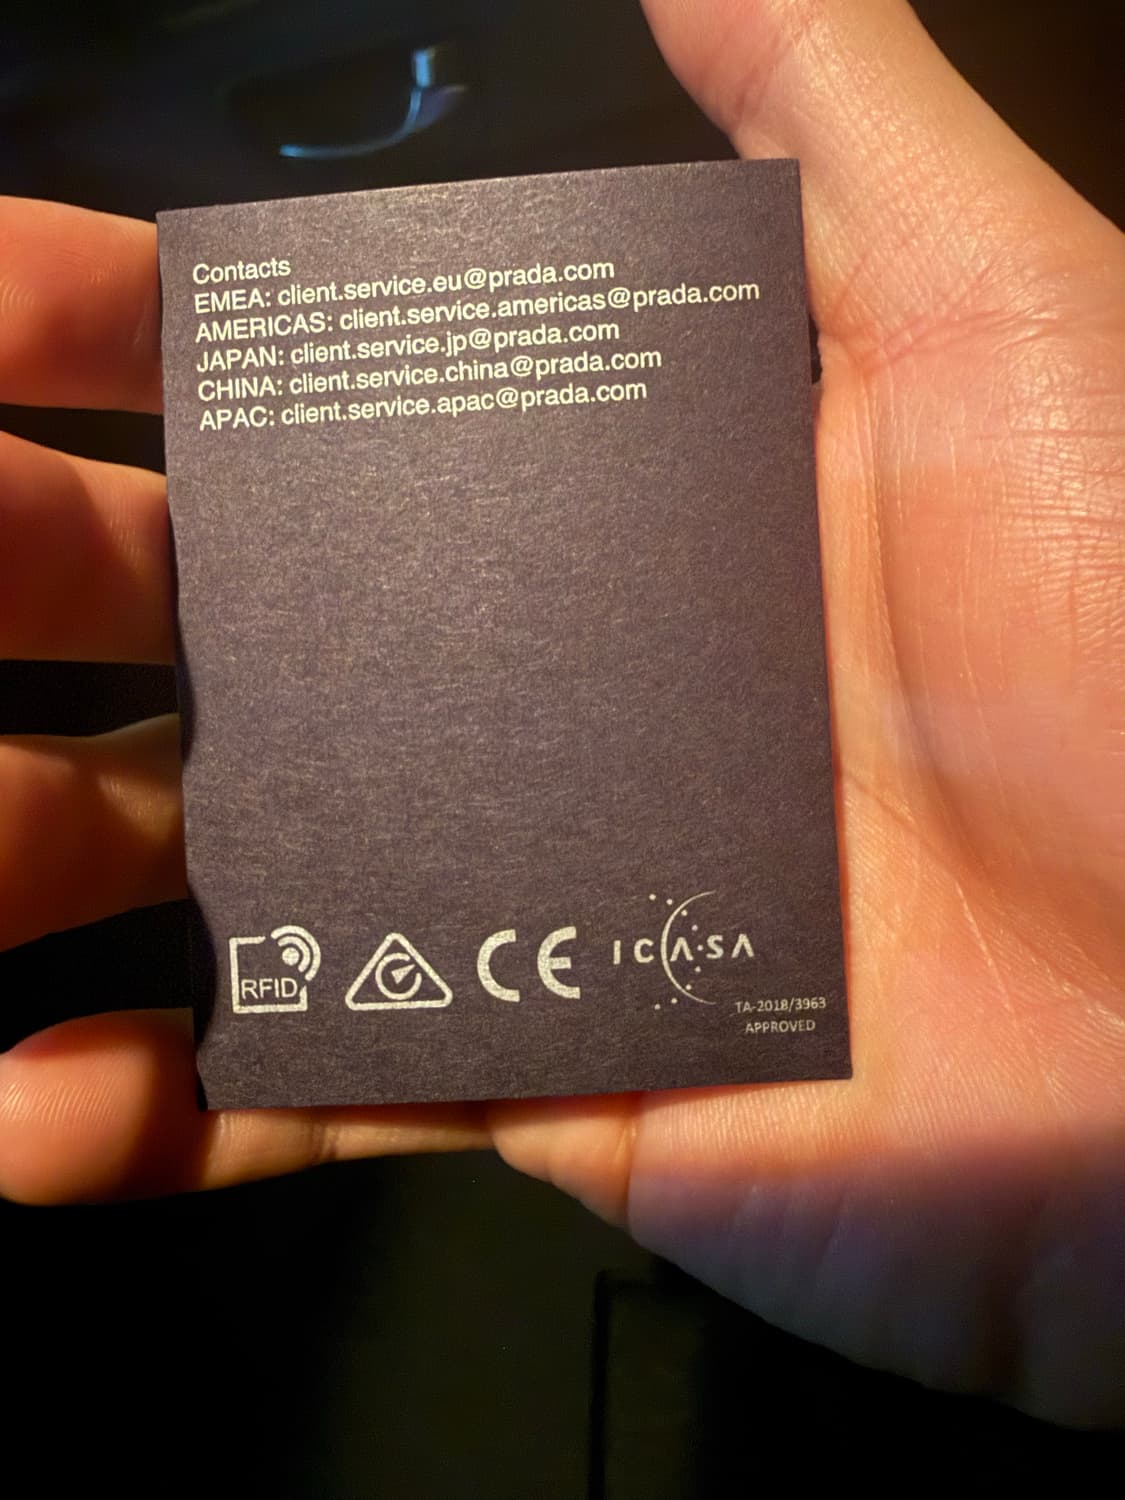 Contacts
EMEA: client.service.eu@prada.com
AMERICAS: client.service.americas@prada.com
JAPAN: client.service.jp@prada.com
CHINA: client.service.china@prada.com
APAC: client.service.apac@prada.com
RFID
CE
ICASA
TA-2018/3963
APPROVED